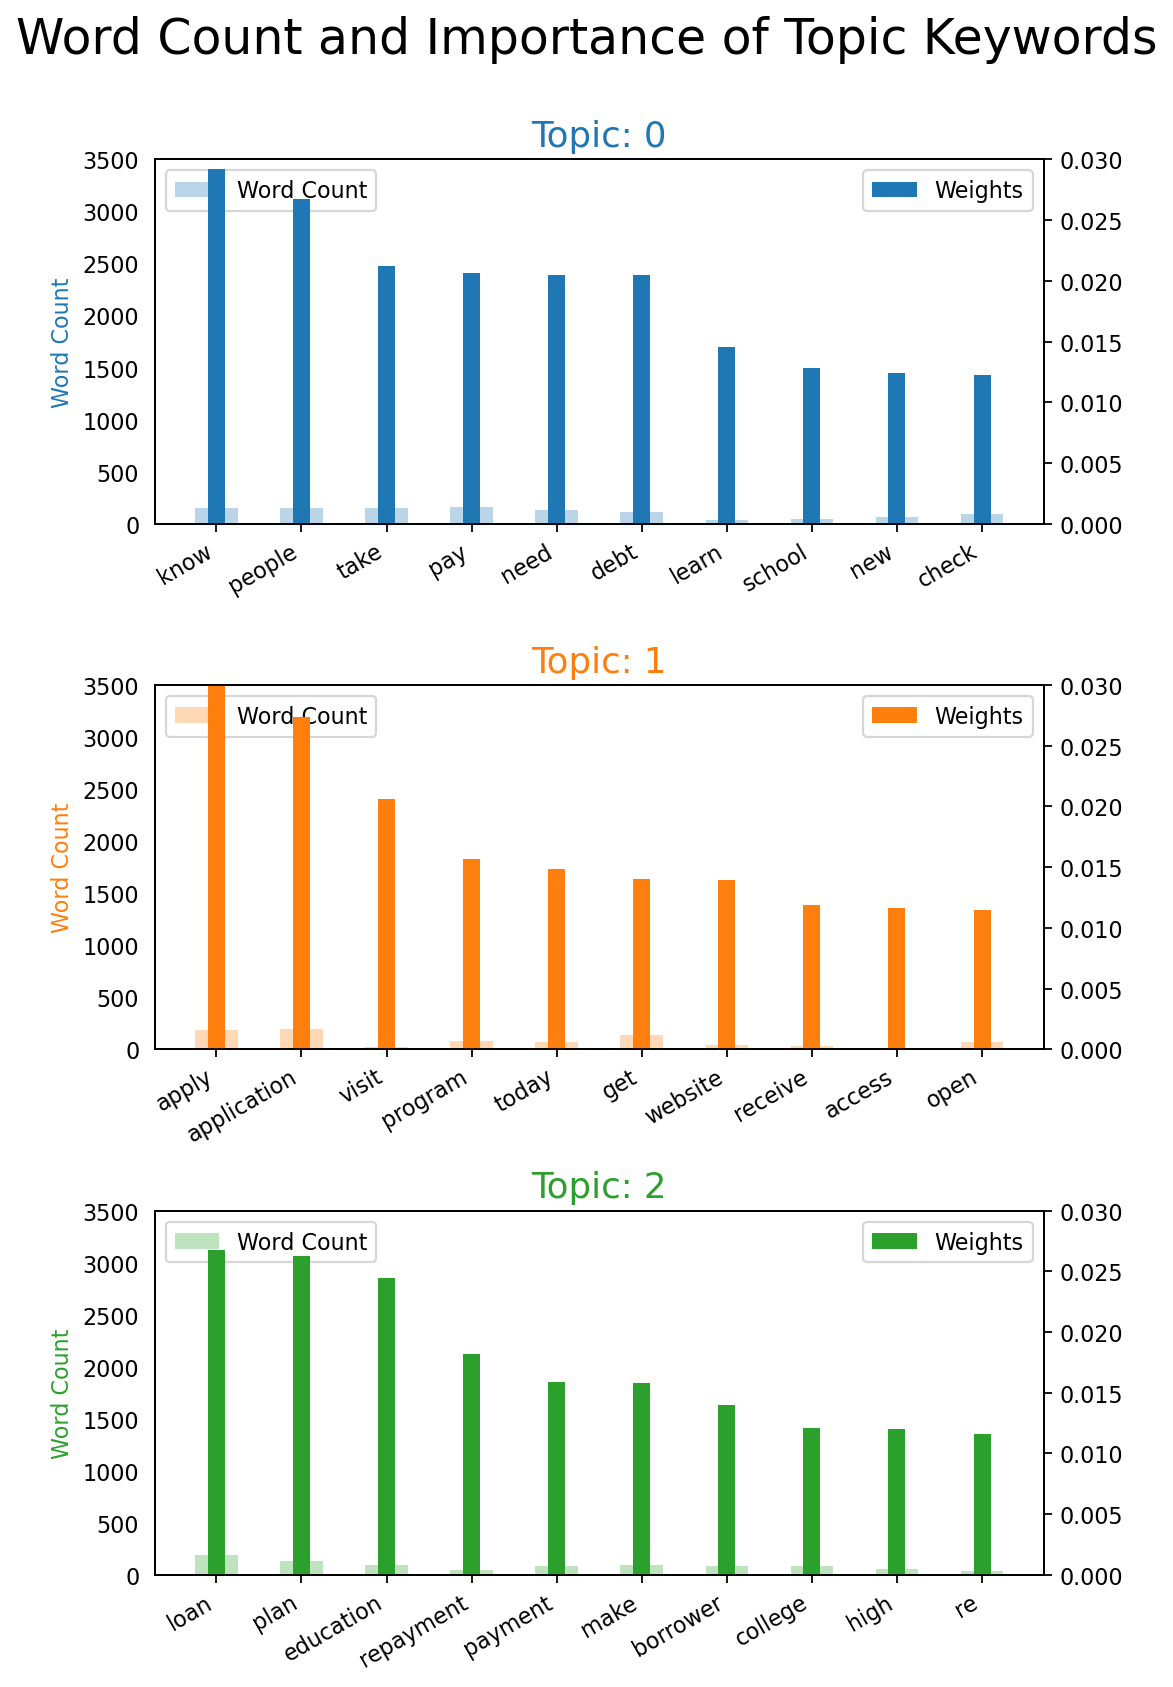 Word Count and Importance of Topic Keywords
Topic: 0
3500
3000
2500
2000
1500
1000
500
0
Word Count
Word Count
Weights
0.030
0.025
0.020
0.015
0.010
0.005
0.000
know people take pay need debt learn school new check
Topic: 1
3500
3000
2500
2000
1500
1000
500
0
Word Count
Word Count
Weights
0.030
0.025
0.020
0.015
0.010
0.005
0.000
apply application visit program today get website receive access open
Topic: 2
3500
3000
2500
2000
1500
1000
500
0
Word Count
Word Count
Weights
0.030
0.025
0.020
0.015
0.010
0.005
0.000
loan plan education repayment payment make borrower college high re